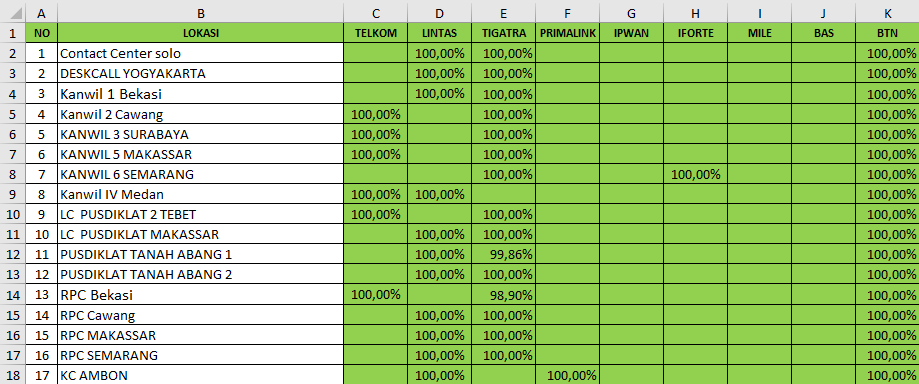 A B C D E F G H I J K
1 NO LOKASI TELKOM LINTAS TIGATRA PRIMALINK IPWAN IFORTE MILE BAS BTN
2 1 Contact Center solo 100,00% 100,00% 100,00%
3 2 DESKCALL YOGYAKARTA 100,00% 100,00% 100,00%
4 3 Kanwil 1 Bekasi 100,00% 100,00% 100,00%
5 4 Kanwil 2 Cawang 100,00% 100,00% 100,00%
6 5 KANWIL 3 SURABAYA 100,00% 100,00% 100,00%
7 6 KANWIL 5 MAKASSAR 100,00% 100,00% 100,00%
8 7 KANWIL 6 SEMARANG 100,00% 100,00% 100,00%
9 8 Kanwil IV Medan 100,00% 100,00% 100,00%
10 9 LC PUSDIKLAT 2 TEBET 100,00% 100,00% 100,00%
11 10 LC PUSDIKLAT MAKASSAR 100,00% 100,00% 100,00%
12 11 PUSDIKLAT TANAH ABANG 1 100,00% 99,86% 100,00%
13 12 PUSDIKLAT TANAH ABANG 2 100,00% 100,00% 100,00%
14 13 RPC Bekasi 100,00% 98,90% 100,00%
15 14 RPC Cawang 100,00% 100,00% 100,00%
16 15 RPC MAKASSAR 100,00% 100,00% 100,00%
17 16 RPC SEMARANG 100,00% 100,00% 100,00%
18 17 KC AMBON 100,00% 100,00% 100,00%